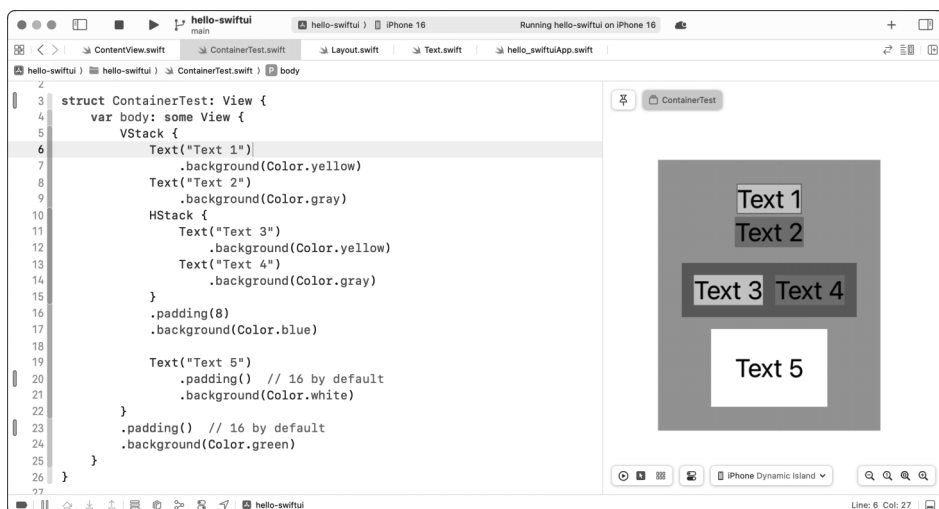 hello-swiftui
main
hello-swiftui ⟩ iPhone 16
Running hello-swiftui on iPhone 16
ContentView.swift
ContainerTest.swift
Layout.swift
Text.swift
hello_swiftuiApp.swift
hello-swiftui ⟩ hello-swiftui ⟩ ContainerTest.swift ⟩ P body
2
3 struct ContainerTest: View {
4     var body: some View {
5         VStack {
6             Text("Text 1")
7                 .background(Color.yellow)
8             Text("Text 2")
9                 .background(Color.gray)
10             HStack {
11                 Text("Text 3")
12                     .background(Color.yellow)
13                 Text("Text 4")
14                     .background(Color.gray)
15             }
16             .padding(8)
17             .background(Color.blue)
18
19             Text("Text 5")
20                 .padding()  // 16 by default
21                 .background(Color.white)
22         }
23         .padding()  // 16 by default
24         .background(Color.green)
25     }
26 }
27
ContainerTest
Text 1
Text 2
Text 3 Text 4
Text 5
iPhone Dynamic Island
hello-swiftui
Line: 6 Col: 27